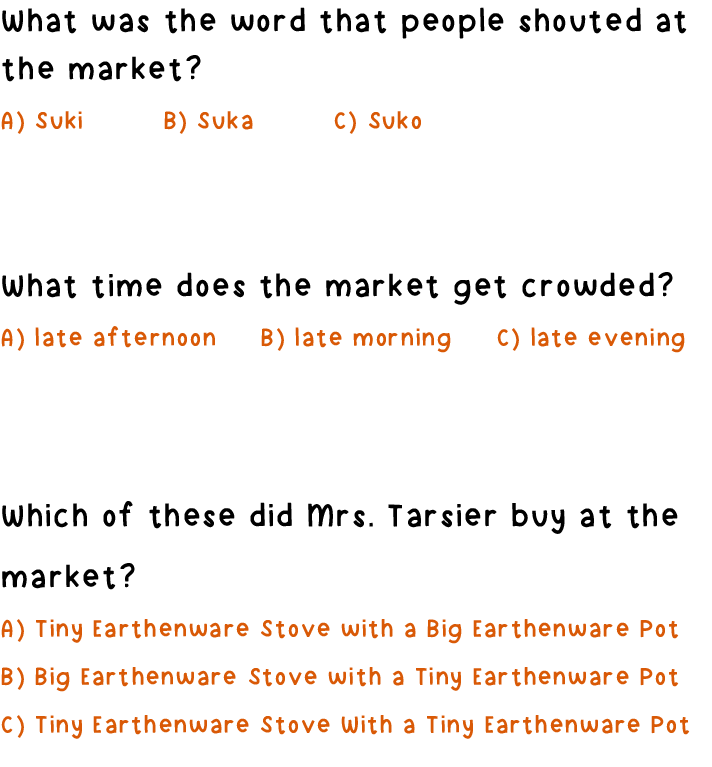 What was the word that people shouted at
the market?
A) Suki B) Suka C) Suko
What time does the market get crowded?
A) late afternoon B) late morning C) late evening
Which of these did Mrs. Tarsier buy at the
market?
A) Tiny Earthenware Stove with a Big Earthenware Pot
B) Big Earthenware Stove with a Tiny Earthenware Pot
C) Tiny Earthenware Stove With a Tiny Earthenware Pot